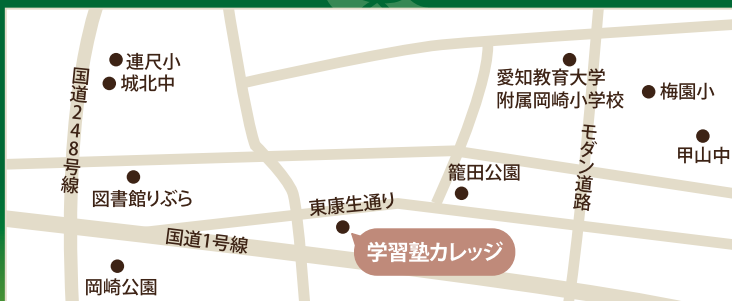 連尺小
城北中
国道248号線
愛知教育大学
附属岡崎小学校
梅園小
モダン道路
甲山中
籠田公園
図書館りぶら
東康生通り
国道1号線
学習塾カレッジ
岡崎公園